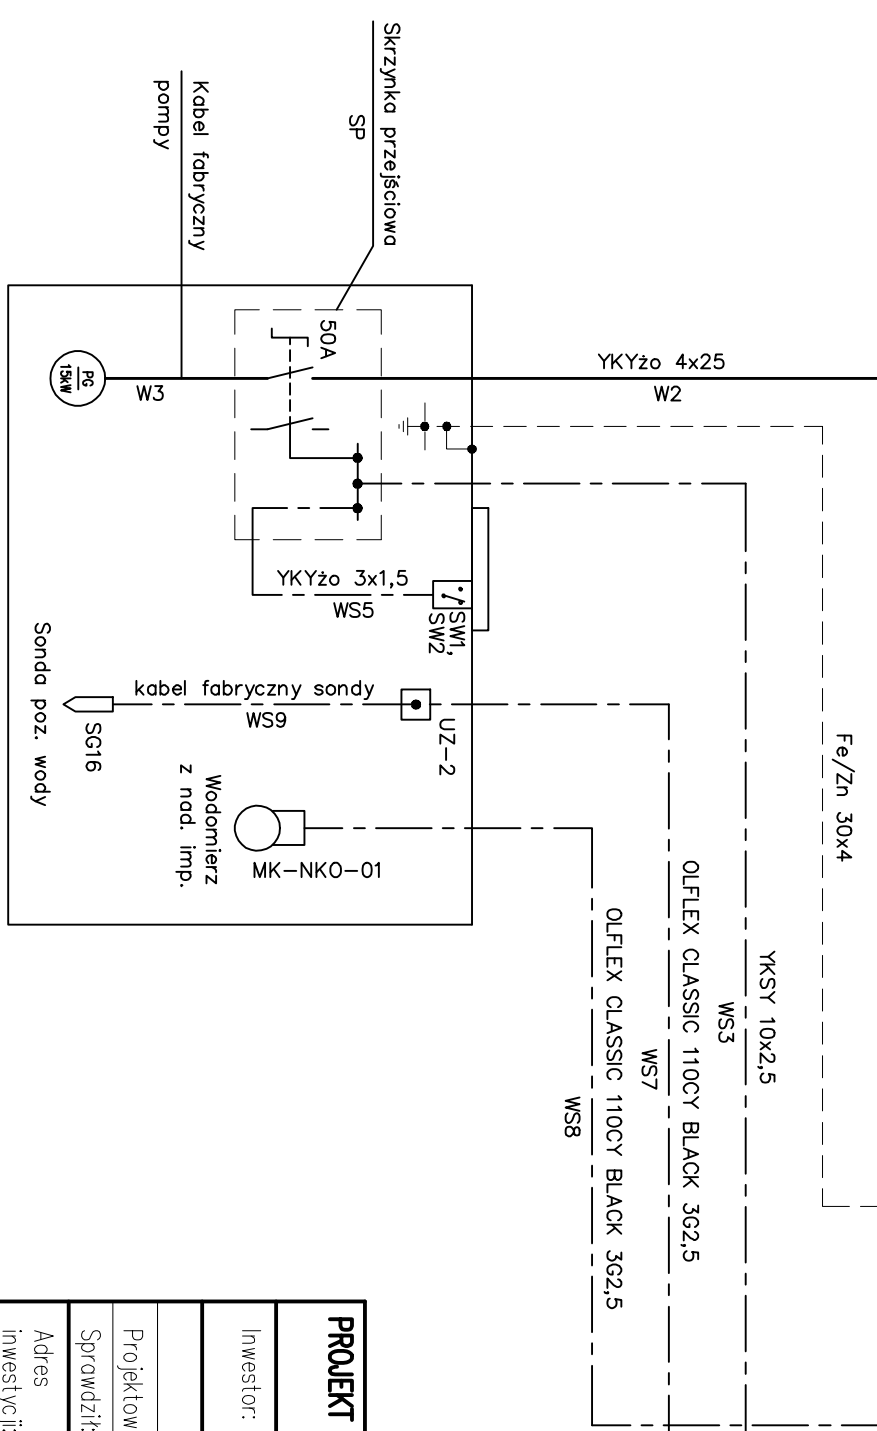 Skrzynka przejściowa
SP
Kabel fabryczny
pompy
50A
PG
15kW
W3
YKYżo 4x25
W2
YKYżo 3x1,5
WS5
SW1,
SW2
kabel fabryczny sondy
WS9
UZ-2
SG16
Sonda poz. wody
Wodomierz
z nad. imp.
MK-NKO-01
Fe/Zn 30x4
YKSY 10x2,5
WS3
OLFLEX CLASSIC 110CY BLACK 3G2,5
WS7
OLFLEX CLASSIC 110CY BLACK 3G2,5
WS8
PROJEKT
Inwestor:
Projektow
Sprawdził:
Adres
inwestycji: